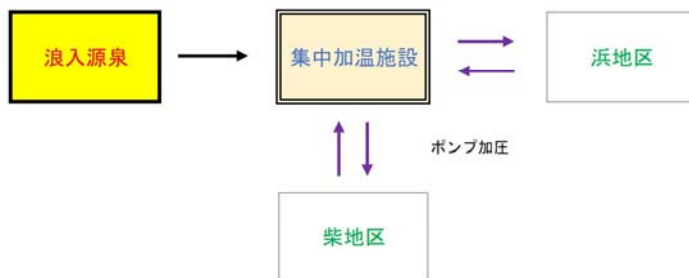 浪入源泉
集中加温施設
浜地区
ポンプ加圧
柴地区